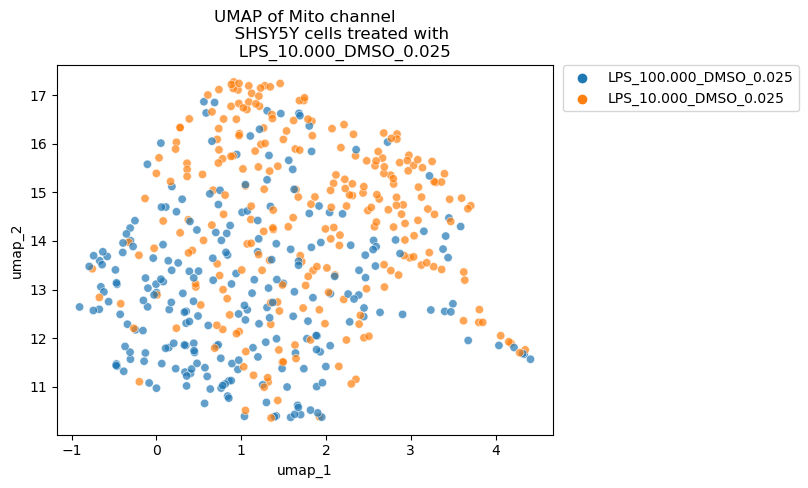 UMAP of Mito channel
SHSY5Y cells treated with
LPS_10.000_DMSO_0.025
LPS_100.000_DMSO_0.025
LPS_10.000_DMSO_0.025
umap_2
17
16
15
14
13
12
11
−1
0
1
2
3
4
umap_1